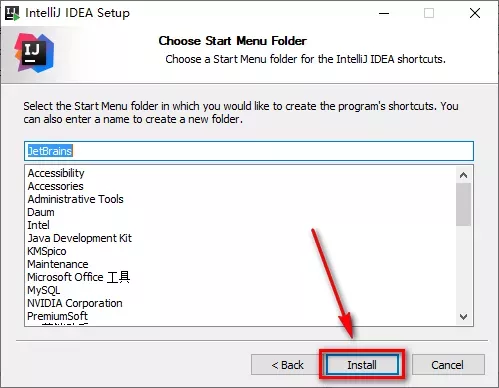 IntelliJ IDEA Setup
IJ
Choose Start Menu Folder
Choose a Start Menu folder for the IntelliJ IDEA shortcuts.
Select the Start Menu folder in which you would like to create the program's shortcuts. You
can also enter a name to create a new folder.
JetBrains
Accessibility
Accessories
Administrative Tools
Daum
Intel
Java Development Kit
KMSpico
Maintenance
Microsoft Office 工具
MySQL
NVIDIA Corporation
PremiumSoft
< Back
Install
Cancel